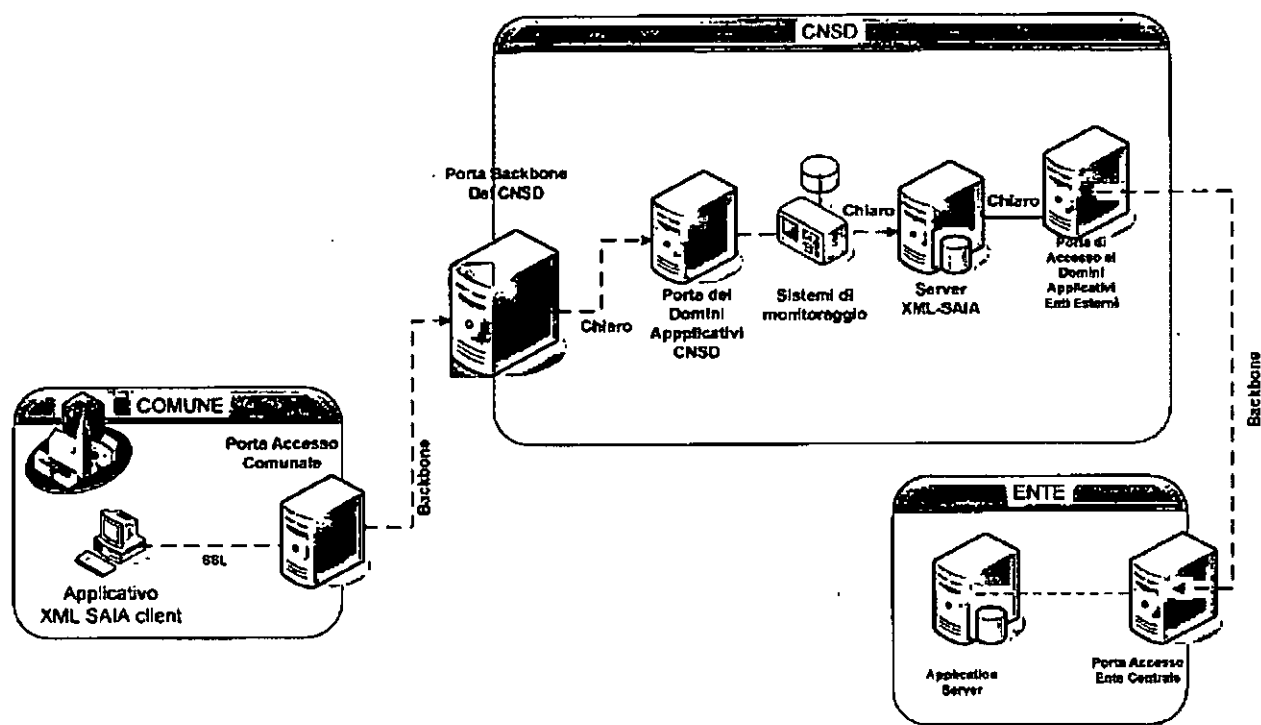 CNSD
Porta Backbone
Del CNSD
Chiaro
Porta dei
Domini
Appplicativi
CNSD
Sistemi di
monitoraggio
Chiaro
Server
XML-SAIA
Chiaro
Porta di
Accesso ai
Domini
Applicativi
Enti Esterni
Backbone
COMUNE
Porta Accesso
Comunale
SSL
Applicativo
XML SAIA client
Backbone
ENTE
Application
Server
Porta Accesso
Ente Centrale